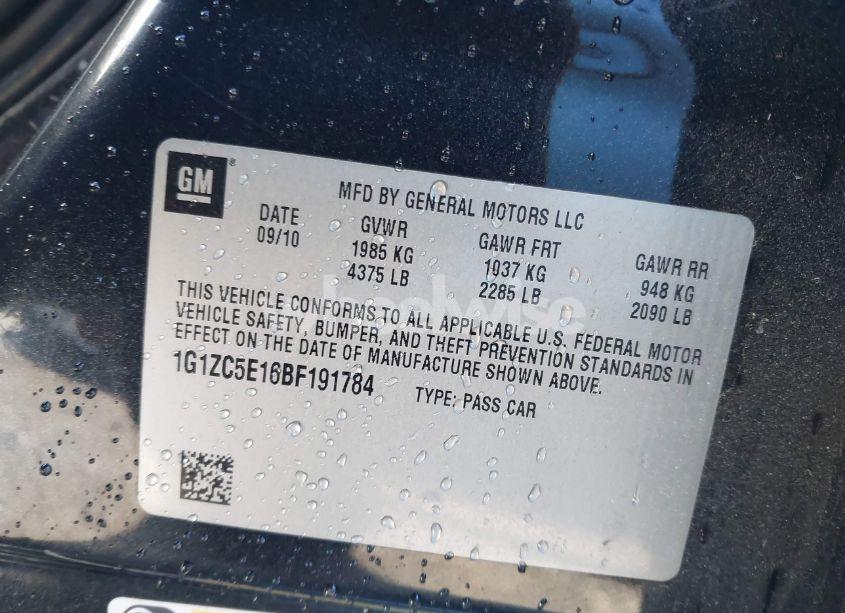 GM ®
MFD BY GENERAL MOTORS LLC
DATE GVWR GAWR FRT GAWR RR
09/10 1985 KG 1037 KG 948 KG
4375 LB 2285 LB 2090 LB
THIS VEHICLE CONFORMS TO ALL APPLICABLE U.S. FEDERAL MOTOR
VEHICLE SAFETY, BUMPER, AND THEFT PREVENTION STANDARDS IN
EFFECT ON THE DATE OF MANUFACTURE SHOWN ABOVE.
1G1ZC5E16BF191784 TYPE: PASS CAR